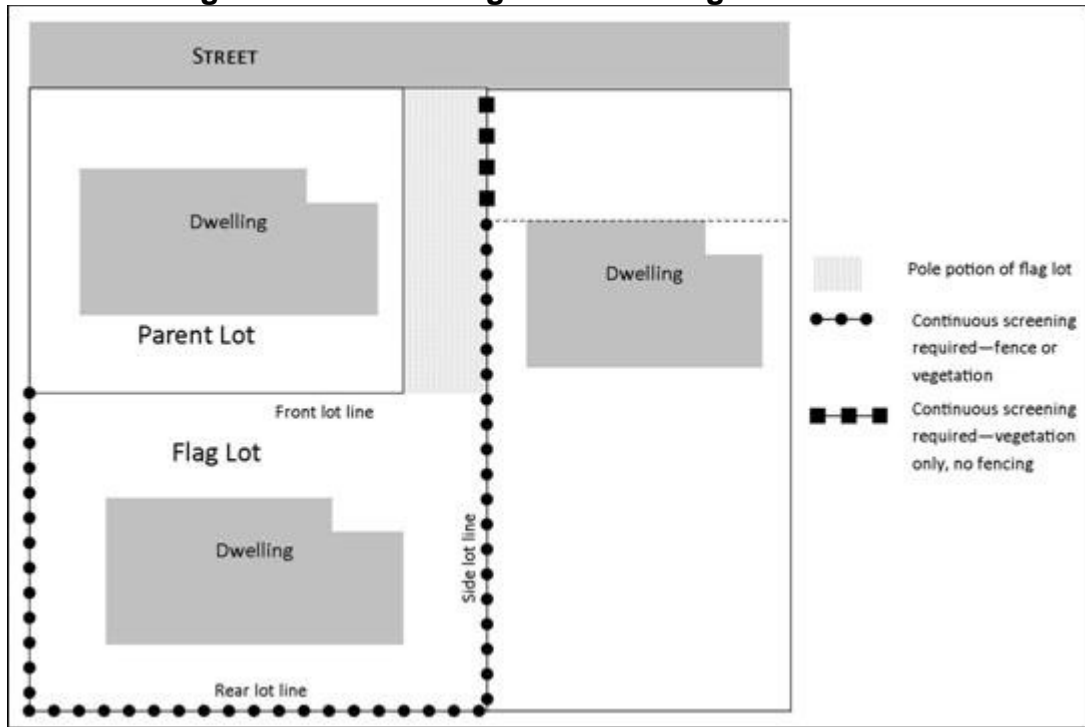 STREET
Dwelling
Parent Lot
Front lot line
Flag Lot
Dwelling
Rear lot line
Side lot line
Dwelling
Pole potion of flag lot
Continuous screening
required—fence or
vegetation
Continuous screening
required—vegetation
only, no fencing